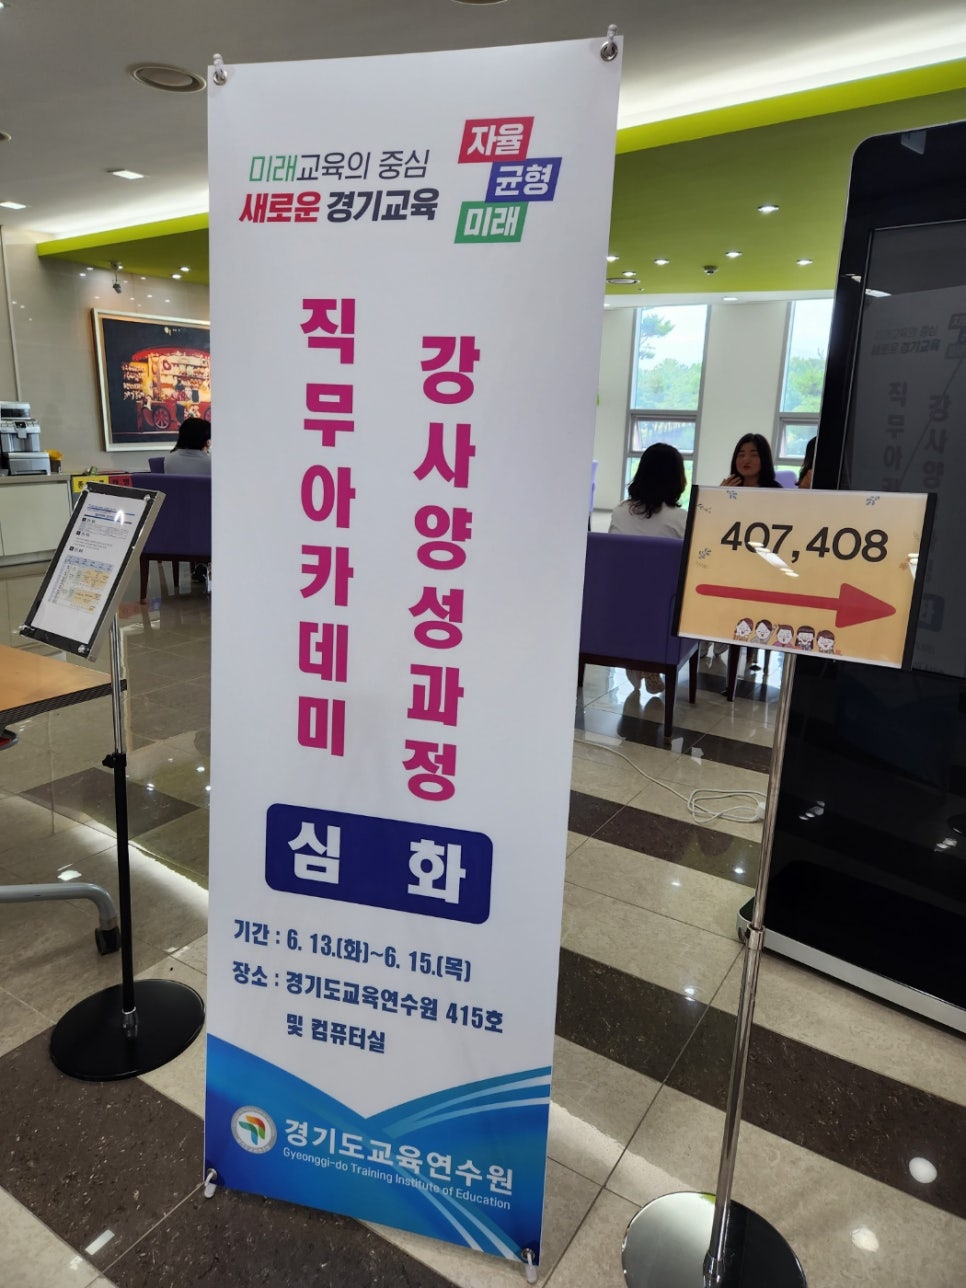 미래교육의 중심
새로운 경기교육
자율
균형
미래
직무아카데미
강사양성과정
심 화
기간 : 6. 13.(화)~6. 15.(목)
장소 : 경기도교육연수원 415호
및 컴퓨터실
경기도교육연수원
Gyeonggi-do Training Institute of Education
407,408